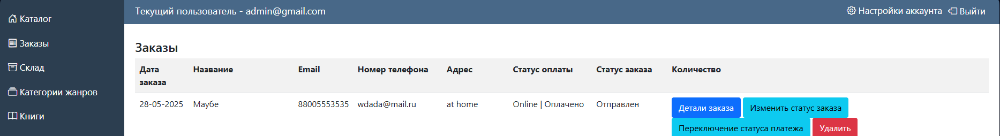 Текущий пользователь - admin@gmail.com
Настройки аккаунта
Выйти
Каталог
Заказы
Склад
Категории жанров
Книги
Заказы
Дата заказа Название Email Номер телефона Адрес Статус оплаты Статус заказа Количество
28-05-2025 Маубе 88005553535 wdada@mail.ru at home Online | Оплачено Отправлен
Детали заказа Изменить статус заказа
Переключение статуса платежа Удалить